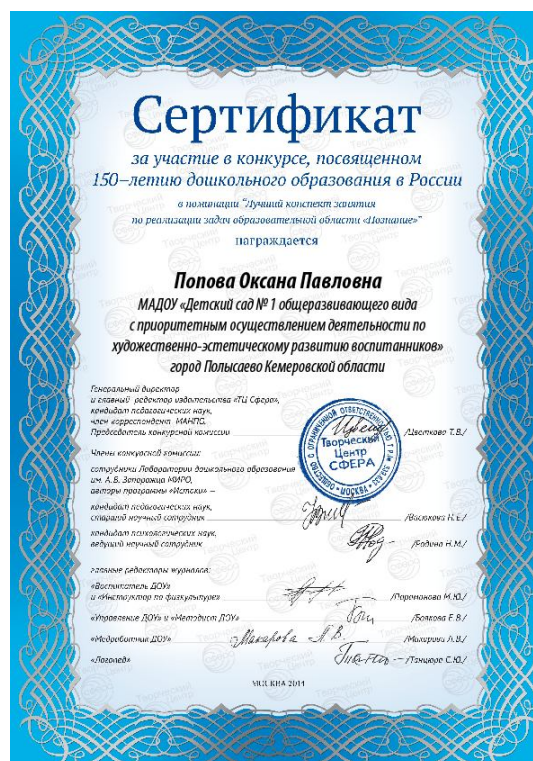 Сертификат
за участие в конкурсе, посвященном
150–летию дошкольного образования в России
в номинации "Лучший конспект занятия
по реализации задач образовательной области «Познание»"
награждается
Попова Оксана Павловна
МАДОУ «Детский сад № 1 общеразвивающего вида
с приоритетным осуществлением деятельности по
художественно-эстетическому развитию воспитанников»
город Полысаево Кемеровской области
Генеральный директор
и главный редактор издательства «ТЦ Сфера»,
кандидат педагогических наук,
член корреспондент МАНПО,
Председатель конкурсной комиссии /Цветкова Т.В./
Творческий
Центр
СФЕРА
МОСКВА
Члены конкурсной комиссии:
сотрудники Лаборатории дошкольного образования
им. А.В. Запорожца МИРО,
авторы программы «Истоки» –
кандидат педагогических наук,
старший научный сотрудник /Васюкова Н.Е./
кандидат психологических наук,
ведущий научный сотрудник /Родина Н.М./
главные редакторы журналов:
«Воспитатель ДОУ»
и «Инструктор по физкультуре» /Парамонова М.Ю./
«Управление ДОУ» и «Методист ДОУ» /Боякова Е.В./
«Медработник ДОУ» Макарова Л.В. /Макарова Л.В./
«Логопед» /Танцюра С.Ю./
МОСКВА 2014